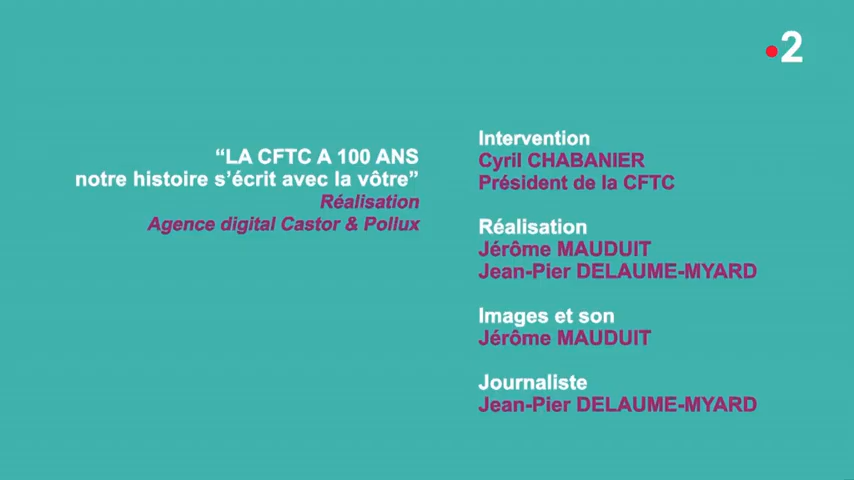 2
“LA CFTC A 100 ANS
notre histoire s’écrit avec la vôtre”
Réalisation
Agence digital Castor & Pollux
Intervention
Cyril CHABANIER
Président de la CFTC
Réalisation
Jérôme MAUDUIT
Jean-Pier DELAUME-MYARD
Images et son
Jérôme MAUDUIT
Journaliste
Jean-Pier DELAUME-MYARD